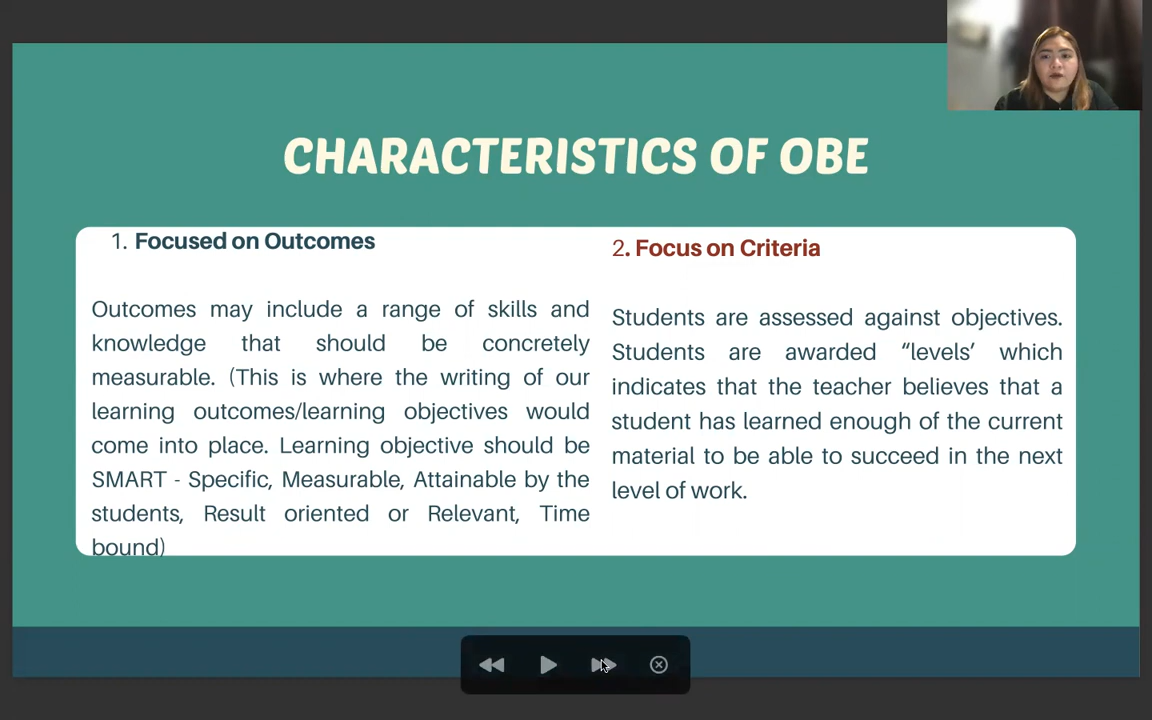 CHARACTERISTICS OF OBE
1. Focused on Outcomes
Outcomes may include a range of skills and
knowledge that should be concretely
measurable. (This is where the writing of our
learning outcomes/learning objectives would
come into place. Learning objective should be
SMART - Specific, Measurable, Attainable by the
students, Result oriented or Relevant, Time
bound)
2. Focus on Criteria
Students are assessed against objectives.
Students are awarded “levels’ which
indicates that the teacher believes that a
student has learned enough of the current
material to be able to succeed in the next
level of work.